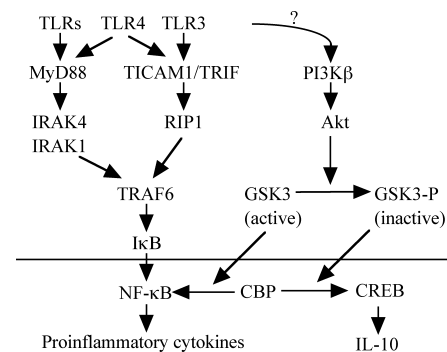 TLRs TLR4 TLR3 ?
MyD88 TICAM1/TRIF PI3Kβ
IRAK4 RIP1 Akt
IRAK1
TRAF6 GSK3 GSK3-P
(active) (inactive)
IκB
NF-κB CBP CREB
Proinflammatory cytokines IL-10